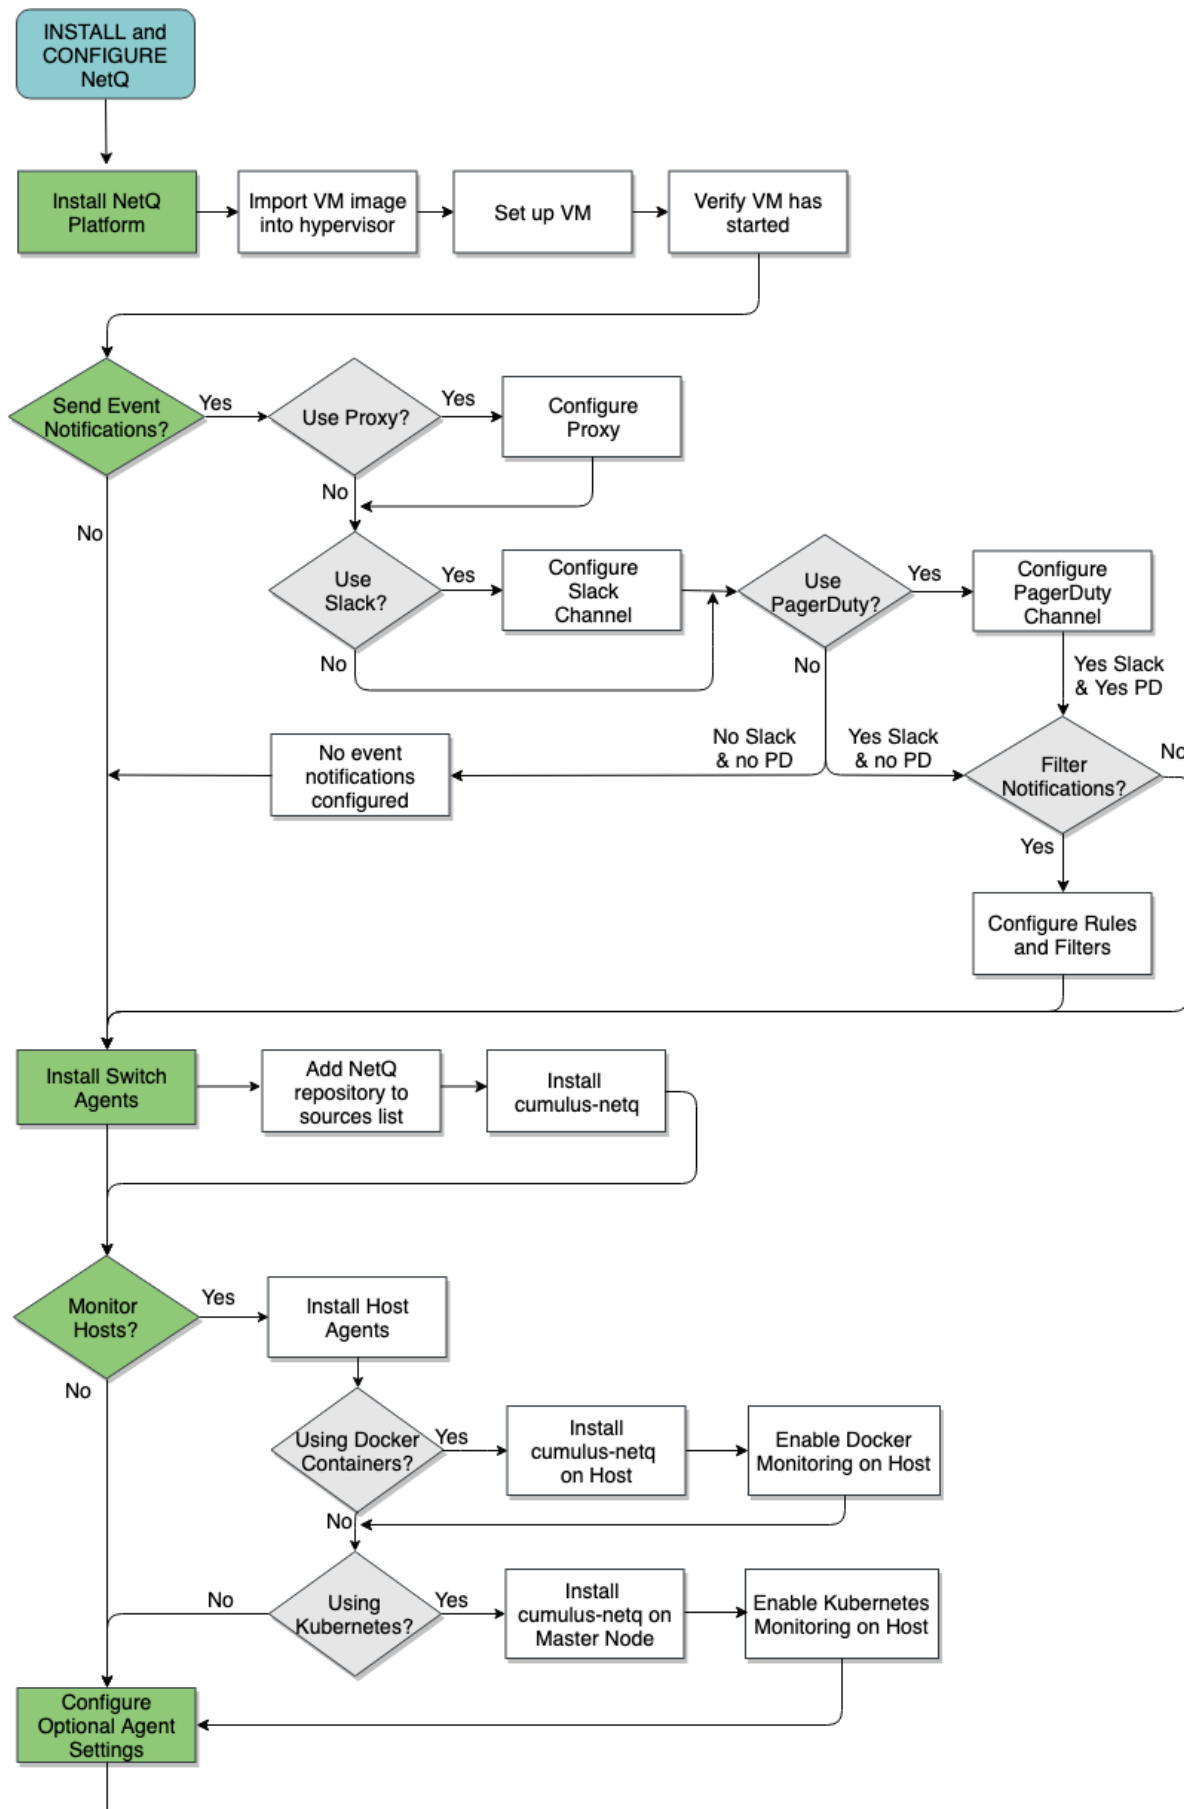 INSTALL and
CONFIGURE
NetQ
Install NetQ
Platform
Import VM image
into hypervisor
Set up VM
Verify VM has
started
Send Event
Notifications?
Yes
Use Proxy?
Yes
Configure
Proxy
No
No
Use
Slack?
Yes
Configure
Slack
Channel
No
Use
PagerDuty?
Yes
Configure
PagerDuty
Channel
No
Yes Slack
& Yes PD
No Slack
& no PD
Yes Slack
& no PD
No event
notifications
configured
Filter
Notifications?
No
Yes
Configure Rules
and Filters
Install Switch
Agents
Add NetQ
repository to
sources list
Install
cumulus-netq
Monitor
Hosts?
Yes
Install Host
Agents
No
Using Docker
Containers?
Yes
Install
cumulus-netq
on Host
Enable Docker
Monitoring on Host
No
Using
Kubernetes?
No
Yes
Install
cumulus-netq on
Master Node
Enable Kubernetes
Monitoring on Host
Configure
Optional Agent
Settings